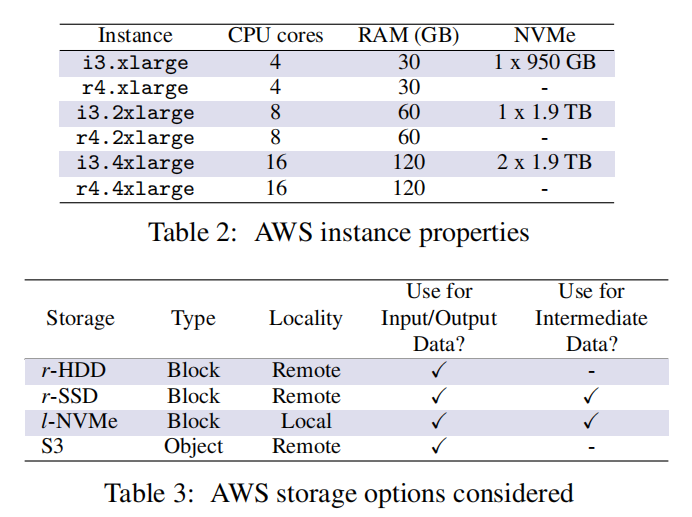 Instance CPU cores RAM (GB) NVMe
i3.xlarge 4 30 1 x 950 GB
r4.xlarge 4 30 -
i3.2xlarge 8 60 1 x 1.9 TB
r4.2xlarge 8 60 -
i3.4xlarge 16 120 2 x 1.9 TB
r4.4xlarge 16 120 -
Table 2: AWS instance properties
Storage Type Locality Use for Input/Output Data? Use for Intermediate Data?
r-HDD Block Remote ✓ -
r-SSD Block Remote ✓ ✓
l-NVMe Block Local ✓ ✓
S3 Object Remote ✓ -
Table 3: AWS storage options considered